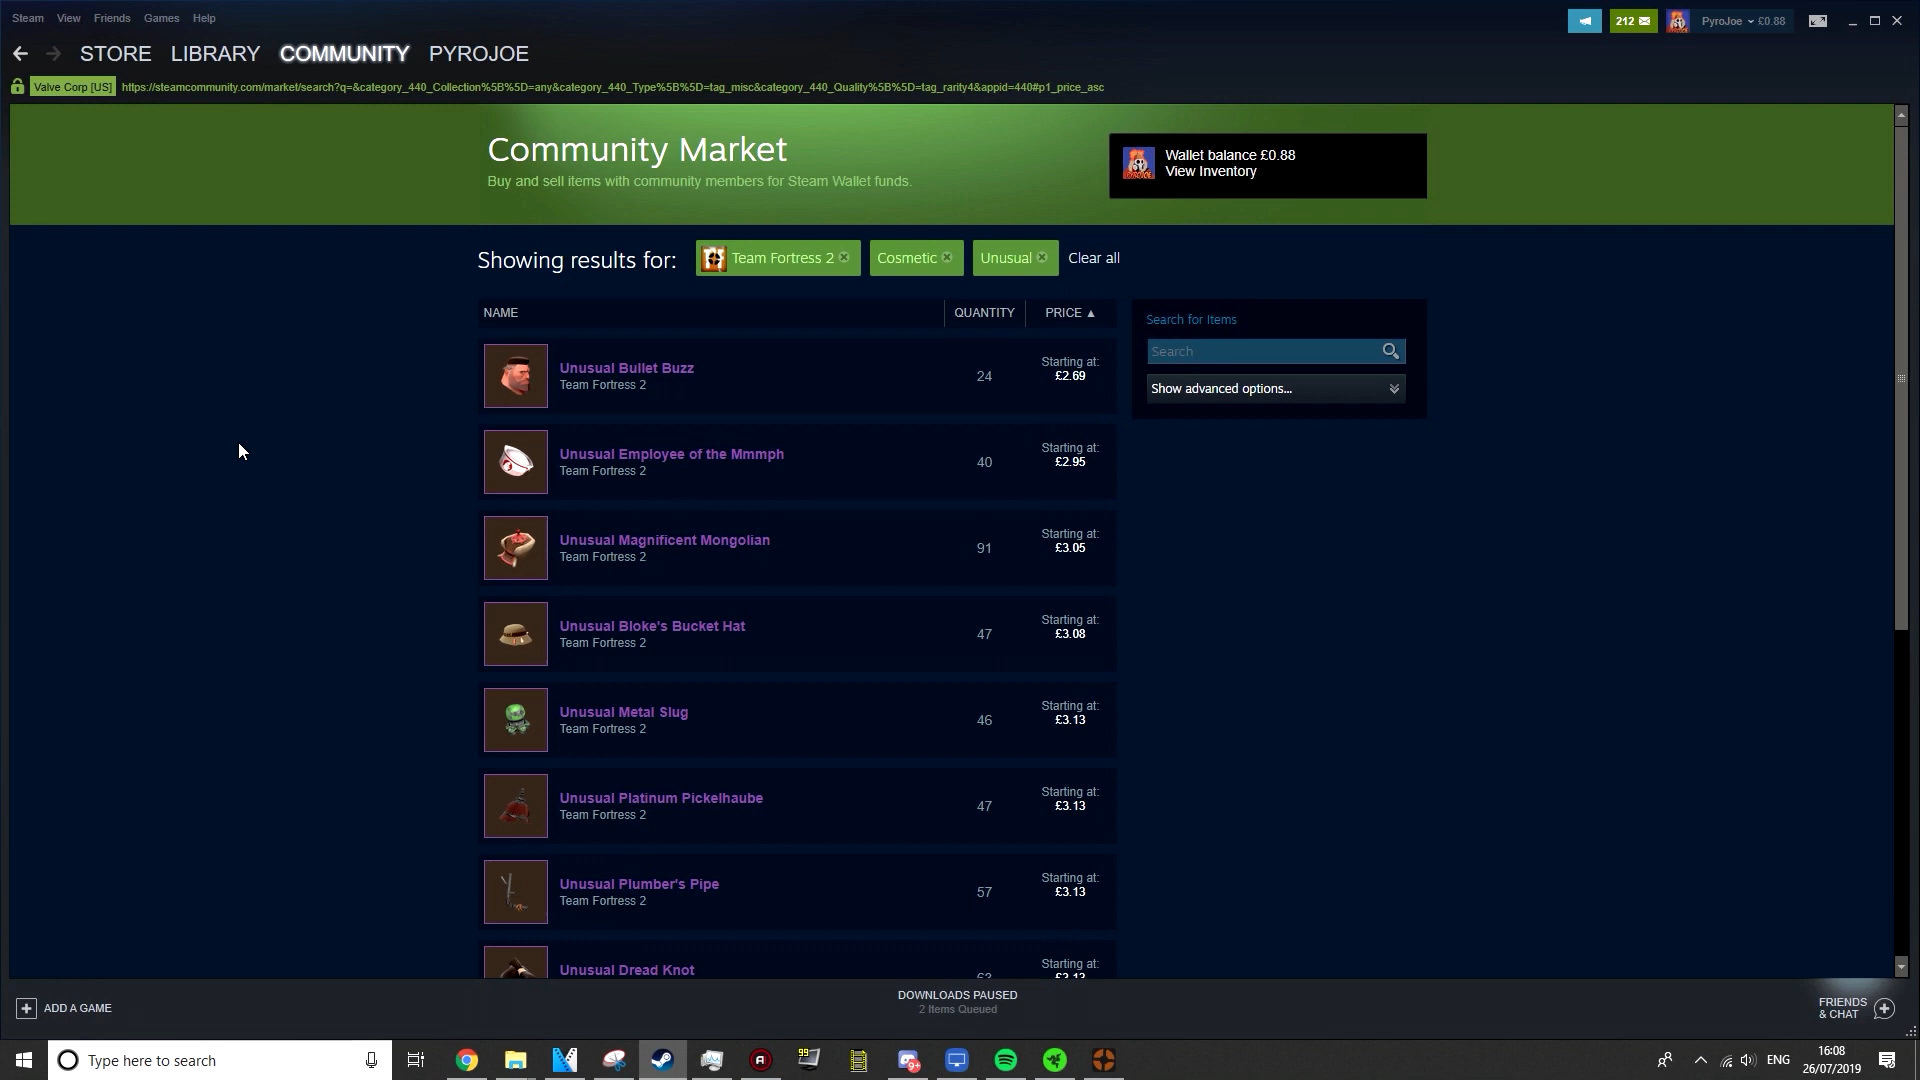 Steam View Friends Games Help
212 PyroJoe £0.88
STORE LIBRARY COMMUNITY PYROJOE
Valve Corp [US] https://steamcommunity.com/market/search?q=&category_440_Collection%5B%5D=any&category_440_Type%5B%5D=tag_misc&category_440_Quality%5B%5D=tag_rarity4&appid=440#p1_price_asc
Community Market
Buy and sell items with community members for Steam Wallet funds.
Wallet balance £0.88
View Inventory
Showing results for: Team Fortress 2 Cosmetic Unusual Clear all
NAME QUANTITY PRICE ▲
Search for Items
Search
Show advanced options...
Unusual Bullet Buzz
Team Fortress 2
24
Starting at:
£2.69
Unusual Employee of the Mmmph
Team Fortress 2
40
Starting at:
£2.95
Unusual Magnificent Mongolian
Team Fortress 2
91
Starting at:
£3.05
Unusual Bloke's Bucket Hat
Team Fortress 2
47
Starting at:
£3.08
Unusual Metal Slug
Team Fortress 2
46
Starting at:
£3.13
Unusual Platinum Pickelhaube
Team Fortress 2
47
Starting at:
£3.13
Unusual Plumber's Pipe
Team Fortress 2
57
Starting at:
£3.13
Unusual Dread Knot
Starting at:
ADD A GAME
DOWNLOADS PAUSED
2 Items Queued
FRIENDS
& CHAT
Type here to search
99
9+
ENG
16:08
26/07/2019